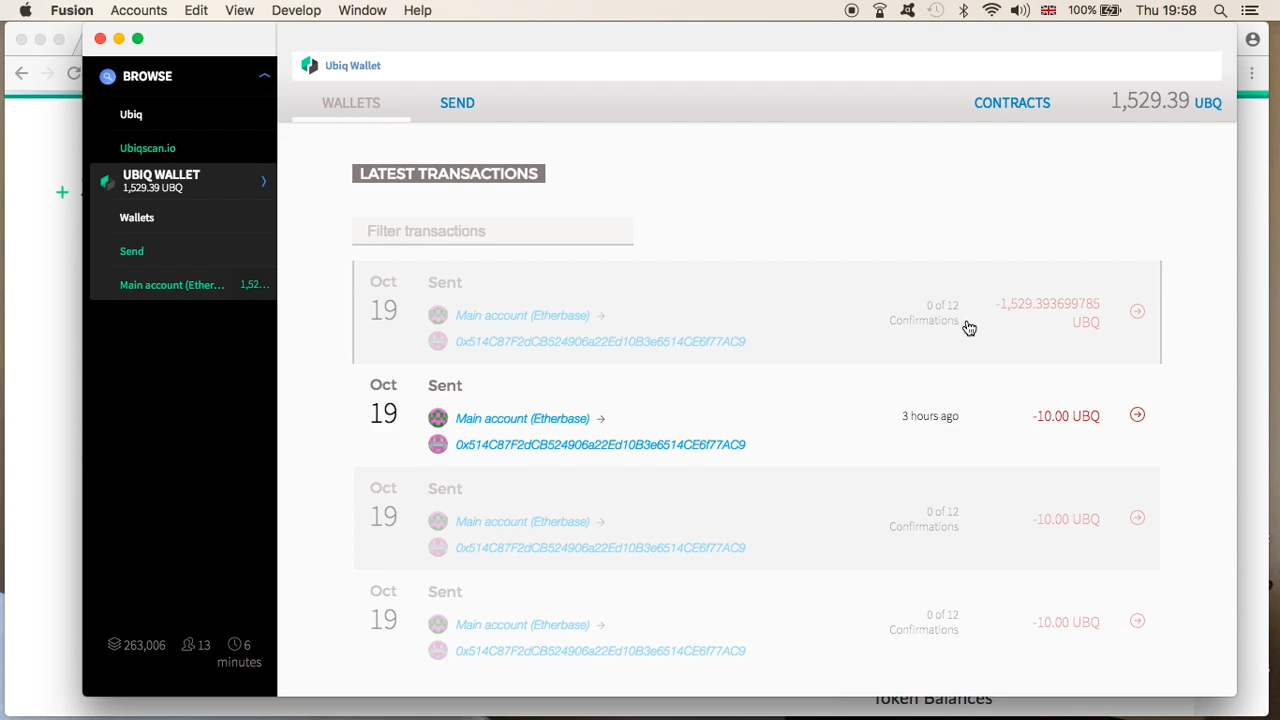 Fusion Accounts Edit View Develop Window Help 100% Thu 19:58
Ubiq Wallet
BROWSE
Ubiq
Ubiqscan.io
UBIQ WALLET
1,529.39 UBQ
Wallets
Send
Main account (Ether... 1,52...
263,006 13 6 minutes
WALLETS SEND CONTRACTS 1,529.39 UBQ
LATEST TRANSACTIONS
Filter transactions
Oct 19
Sent
Main account (Etherbase)
0x514C87F2dCB524906a22Ed10B3e6514CE6f77AC9
0 of 12 Confirmations
-1,529.393699785 UBQ
Oct 19
Sent
Main account (Etherbase)
0x514C87F2dCB524906a22Ed10B3e6514CE6f77AC9
3 hours ago
-10.00 UBQ
Oct 19
Sent
Main account (Etherbase)
0x514C87F2dCB524906a22Ed10B3e6514CE6f77AC9
0 of 12 Confirmations
-10.00 UBQ
Oct 19
Sent
Main account (Etherbase)
0x514C87F2dCB524906a22Ed10B3e6514CE6f77AC9
0 of 12 Confirmations
-10.00 UBQ
Token Balances